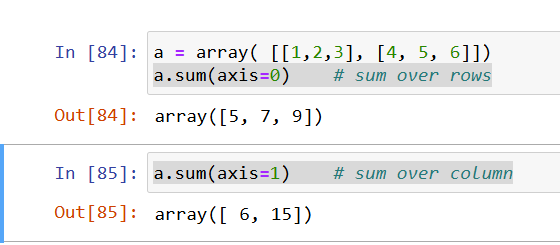 In [84]: a = array( [[1,2,3], [4, 5, 6]])
a.sum(axis=0)    # sum over rows
Out[84]: array([5, 7, 9])
In [85]: a.sum(axis=1)    # sum over column
Out[85]: array([ 6, 15])